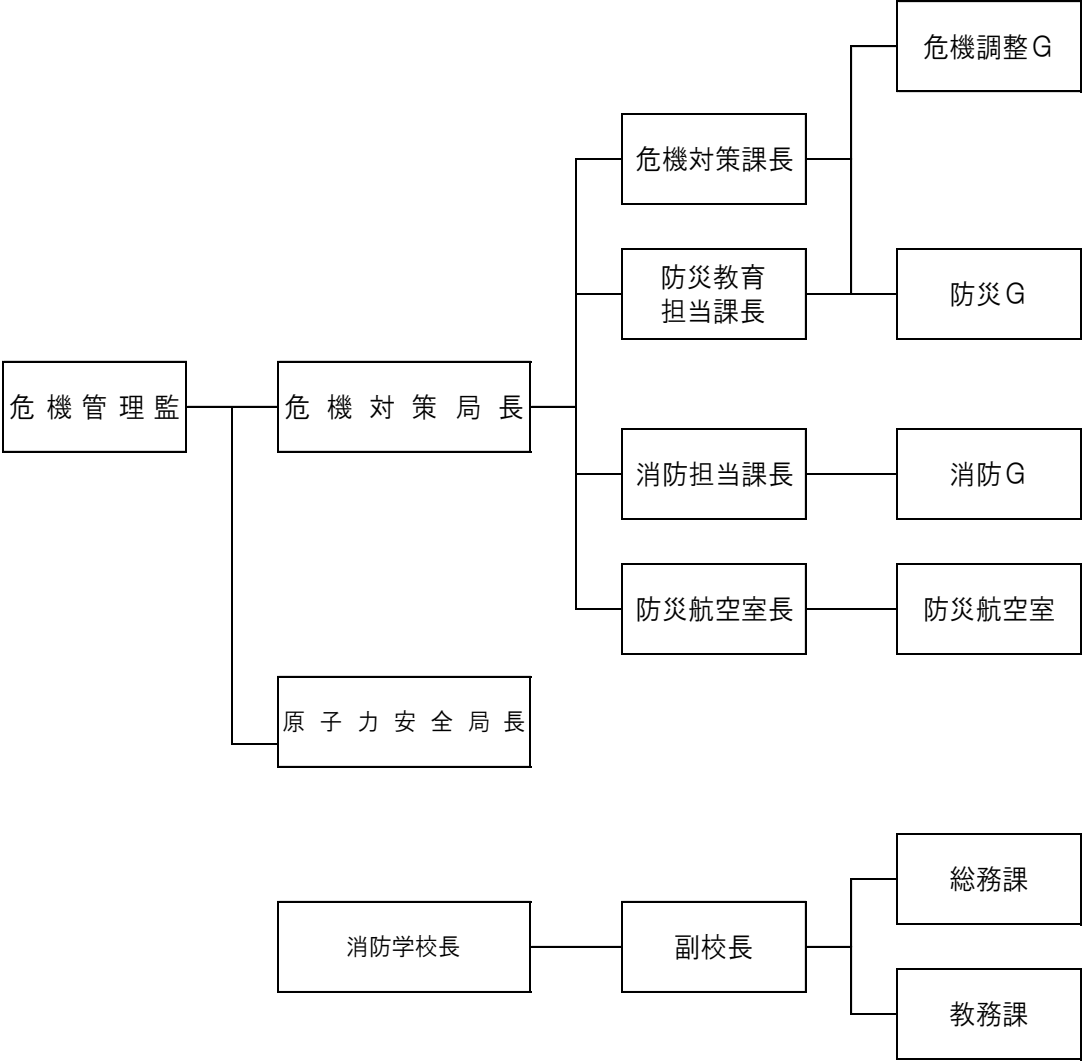 危機調整Ｇ
危機対策課長
防災教育
担当課長
防災Ｇ
危機管理監
危機対策局長
消防担当課長
消防Ｇ
防災航空室長
防災航空室
原子力安全局長
総務課
消防学校長
副校長
教務課